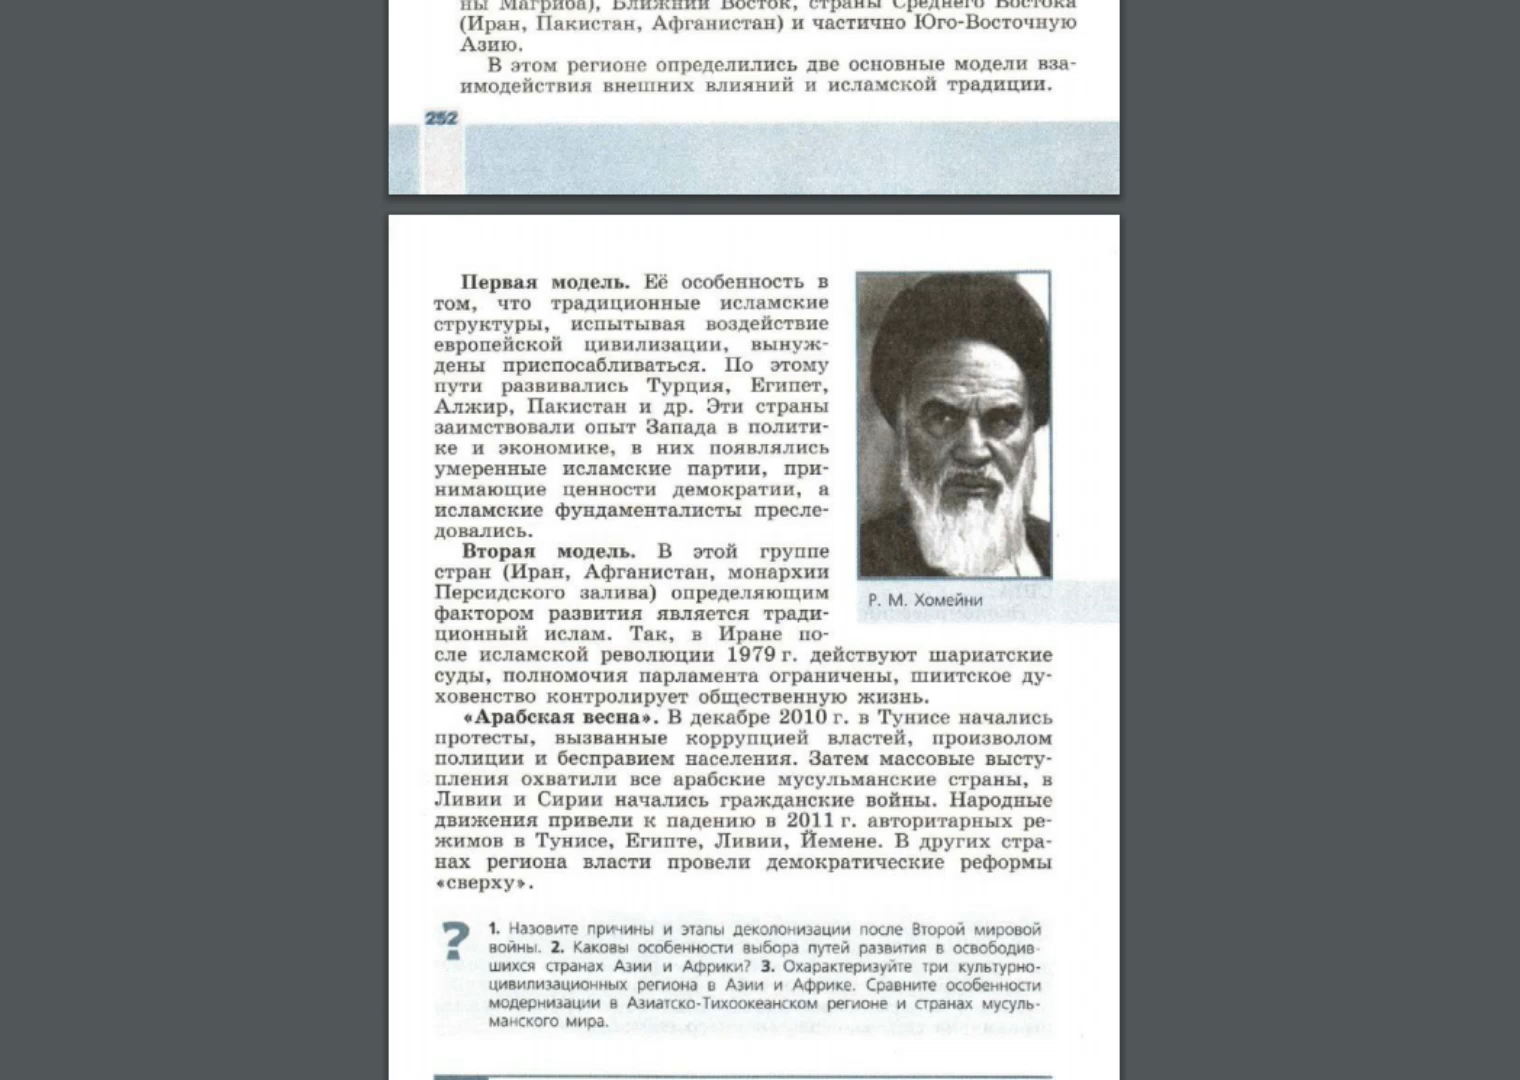 ны Магриба), Ближний Восток, страны Среднего Востока
(Иран, Пакистан, Афганистан) и частично Юго-Восточную
Азию.
В этом регионе определились две основные модели вза-
имодействия внешних влияний и исламской традиции.
252
Первая модель. Её особенность в
том, что традиционные исламские
структуры, испытывая воздействие
европейской цивилизации, вынуж-
дены приспосабливаться. По этому
пути развивались Турция, Египет,
Алжир, Пакистан и др. Эти страны
заимствовали опыт Запада в полити-
ке и экономике, в них появлялись
умеренные исламские партии, при-
нимающие ценности демократии, а
исламские фундаменталисты пресле-
довались.
Вторая модель. В этой группе
стран (Иран, Афганистан, монархии
Персидского залива) определяющим
фактором развития является тради-
ционный ислам. Так, в Иране по-
сле исламской революции 1979 г. действуют шариатские
суды, полномочия парламента ограничены, шиитское ду-
ховенство контролирует общественную жизнь.
Р. М. Хомейни
«Арабская весна». В декабре 2010 г. в Тунисе начались
протесты, вызванные коррупцией властей, произволом
полиции и бесправием населения. Затем массовые высту-
пления охватили все арабские мусульманские страны, в
Ливии и Сирии начались гражданские войны. Народные
движения привели к падению в 2011 г. авторитарных ре-
жимов в Тунисе, Египте, Ливии, Йемене. В других стра-
нах региона власти провели демократические реформы
«сверху».
? 1. Назовите причины и этапы деколонизации после Второй мировой
войны. 2. Каковы особенности выбора путей развития в освободив-
шихся странах Азии и Африки? 3. Охарактеризуйте три культурно-
цивилизационных региона в Азии и Африке. Сравните особенности
модернизации в Азиатско-Тихоокеанском регионе и странах мусуль-
манского мира.